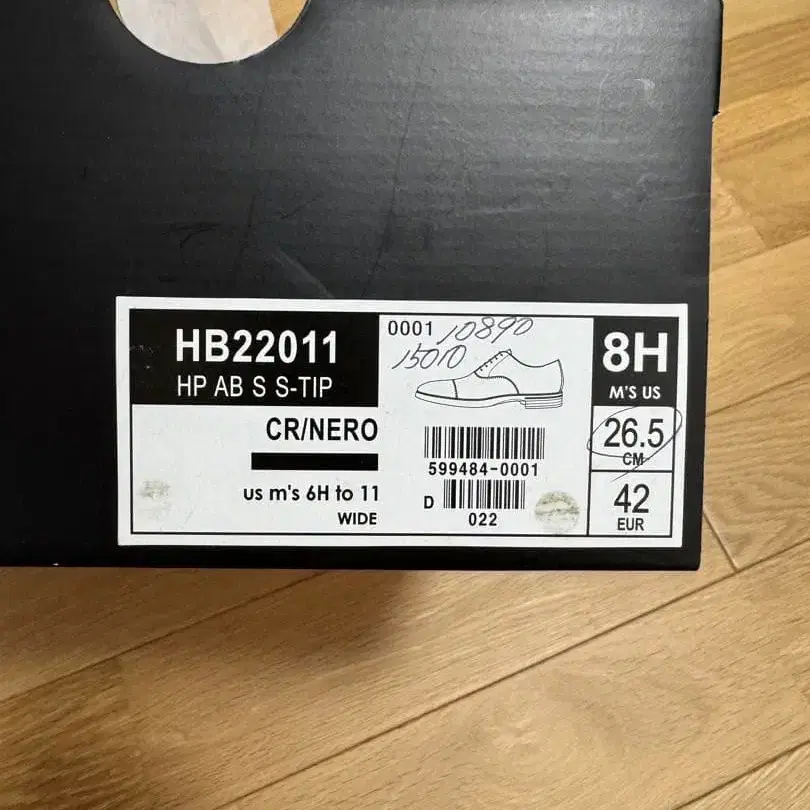 HB22011
HP AB S S-TIP
CR/NERO
us m's 6H to 11
WIDE
0001 10890
15010
599484-0001
D
022
8H
M'S US
26.5
CM
42
EUR